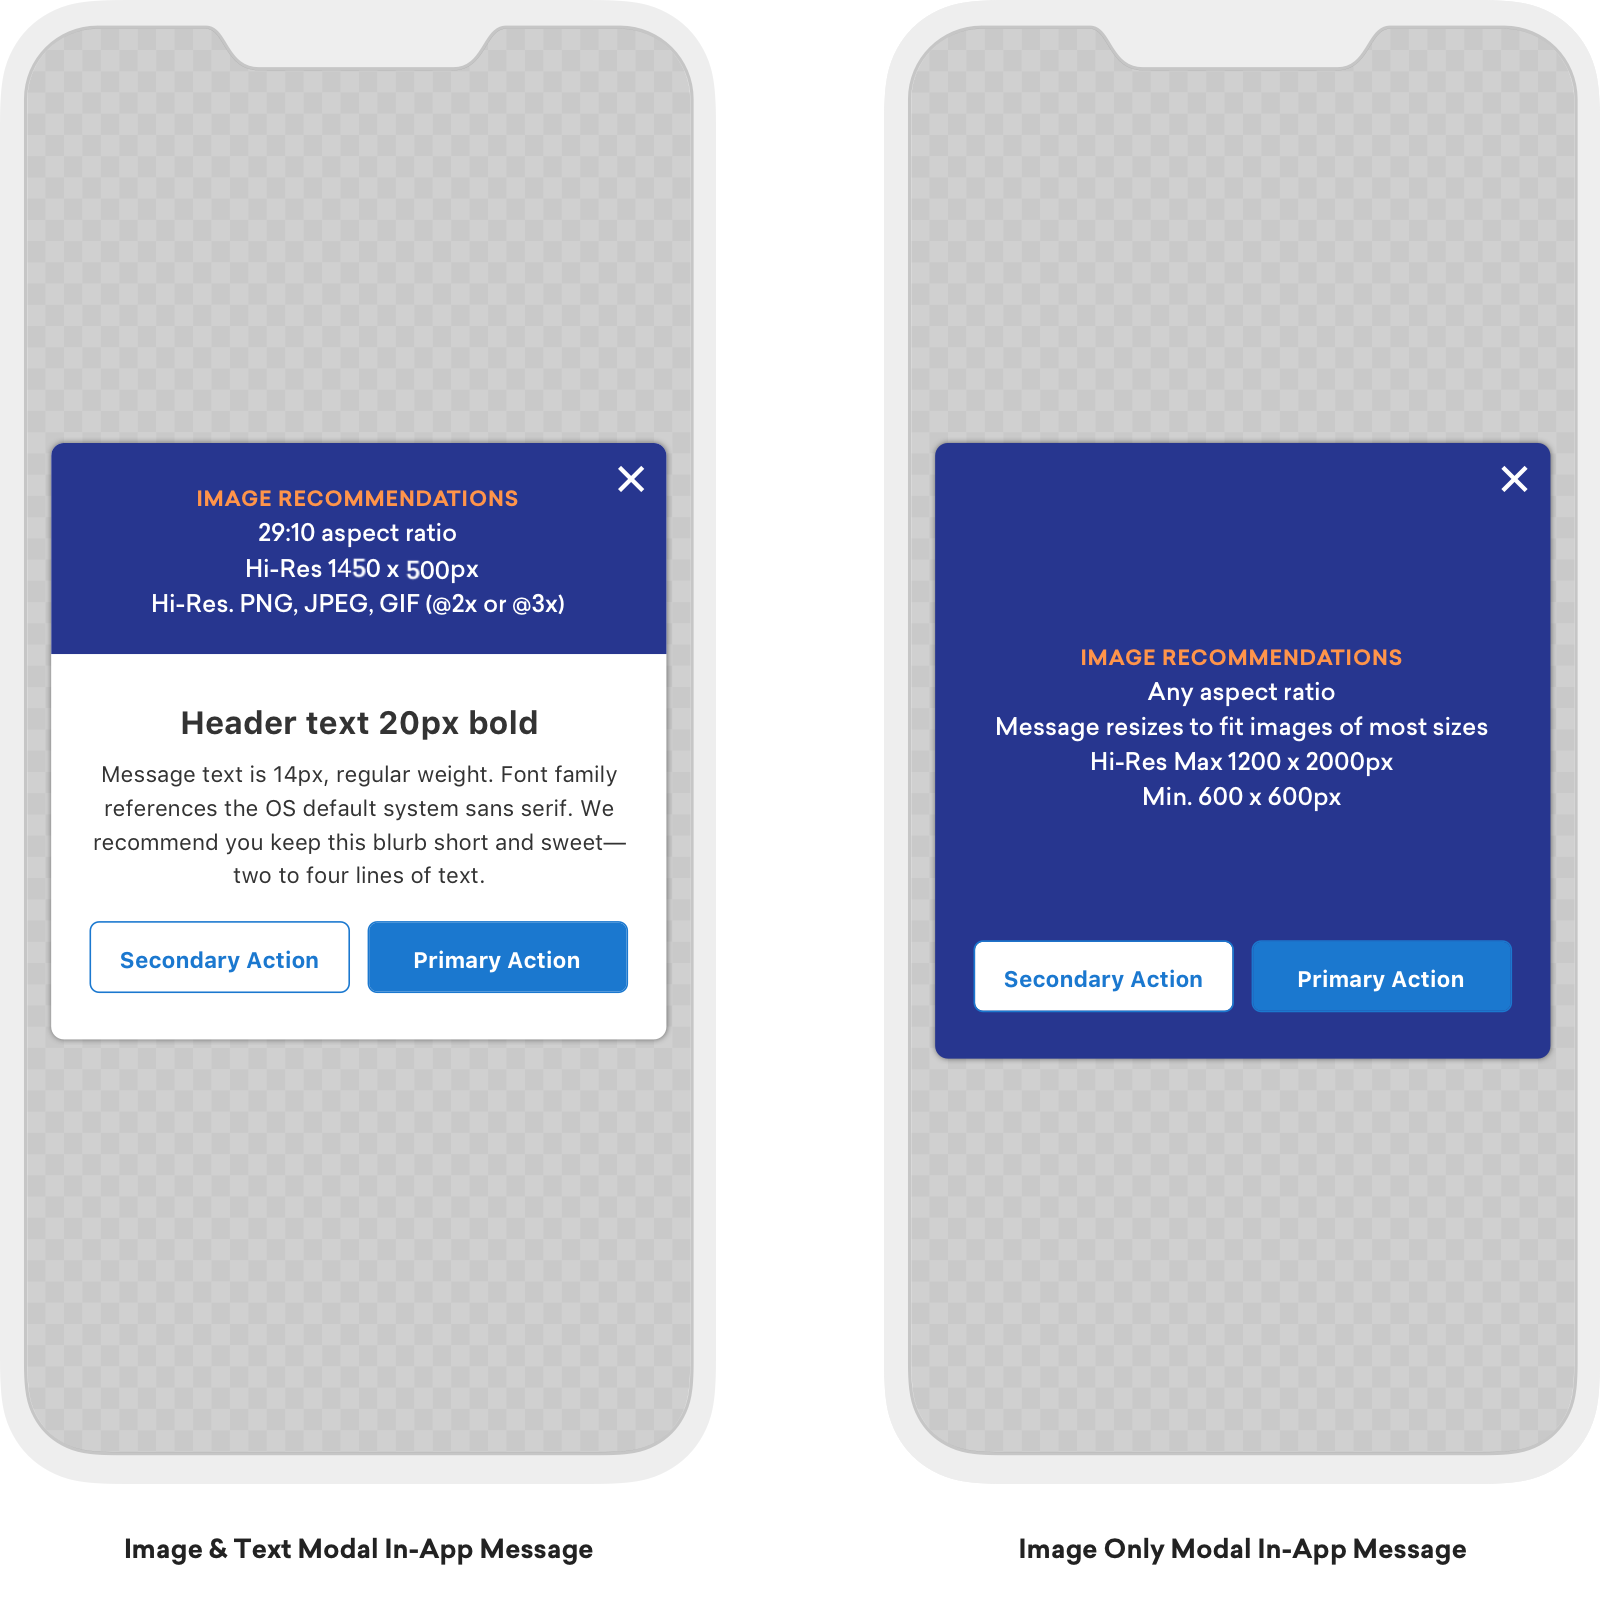 IMAGE RECOMMENDATIONS
29:10 aspect ratio
Hi-Res 1450 x 500px
Hi-Res. PNG, JPEG, GIF (@2x or @3x)
Header text 20px bold
Message text is 14px, regular weight. Font family
references the OS default system sans serif. We
recommend you keep this blurb short and sweet—
two to four lines of text.
Secondary Action
Primary Action
Image & Text Modal In-App Message
IMAGE RECOMMENDATIONS
Any aspect ratio
Message resizes to fit images of most sizes
Hi-Res Max 1200 x 2000px
Min. 600 x 600px
Secondary Action
Primary Action
Image Only Modal In-App Message